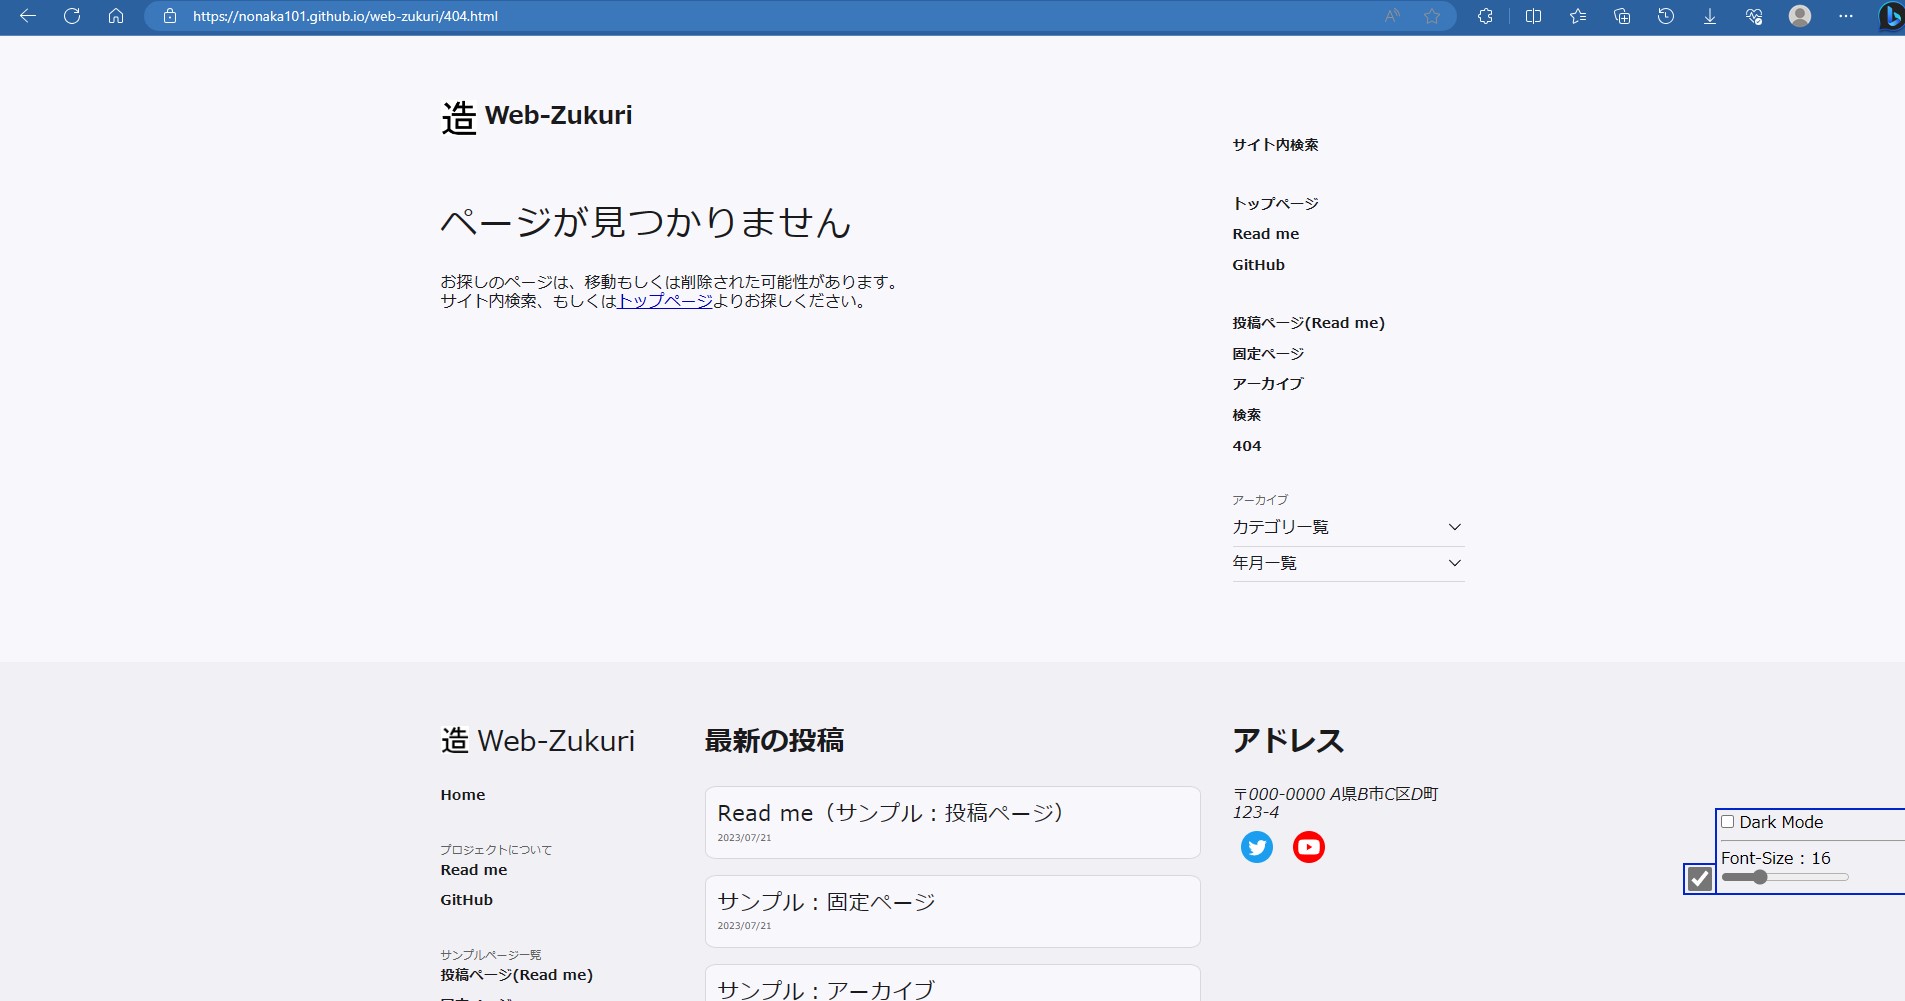 https://nonaka101.github.io/web-zukuri/404.html
造 Web-Zukuri
ページが見つかりません
お探しのページは、移動もしくは削除された可能性があります。
サイト内検索、もしくはトップページよりお探しください。
サイト内検索
トップページ
Read me
GitHub
投稿ページ(Read me)
固定ページ
アーカイブ
検索
404
アーカイブ
カテゴリ一覧
年月一覧
造 Web-Zukuri
Home
プロジェクトについて
Read me
GitHub
サンプルページ一覧
投稿ページ(Read me)
最新の投稿
Read me（サンプル：投稿ページ）
2023/07/21
サンプル：固定ページ
2023/07/21
サンプル：アーカイブ
アドレス
〒000-0000 A県B市C区D町
123-4
Dark Mode
Font-Size : 16